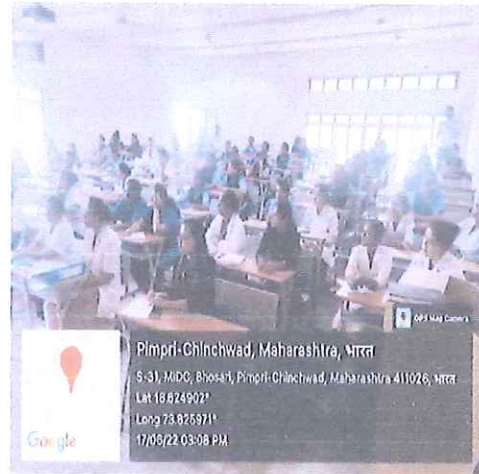 GPS Map Camera
Pimpri-Chinchwad, Maharashtra, भारत
S-31, MIDC, Bhosari, Pimpri-Chinchwad, Maharashtra 411026, भारत
Lat 18.624902°
Long 73.825971°
17/06/22 03:08 PM
Google